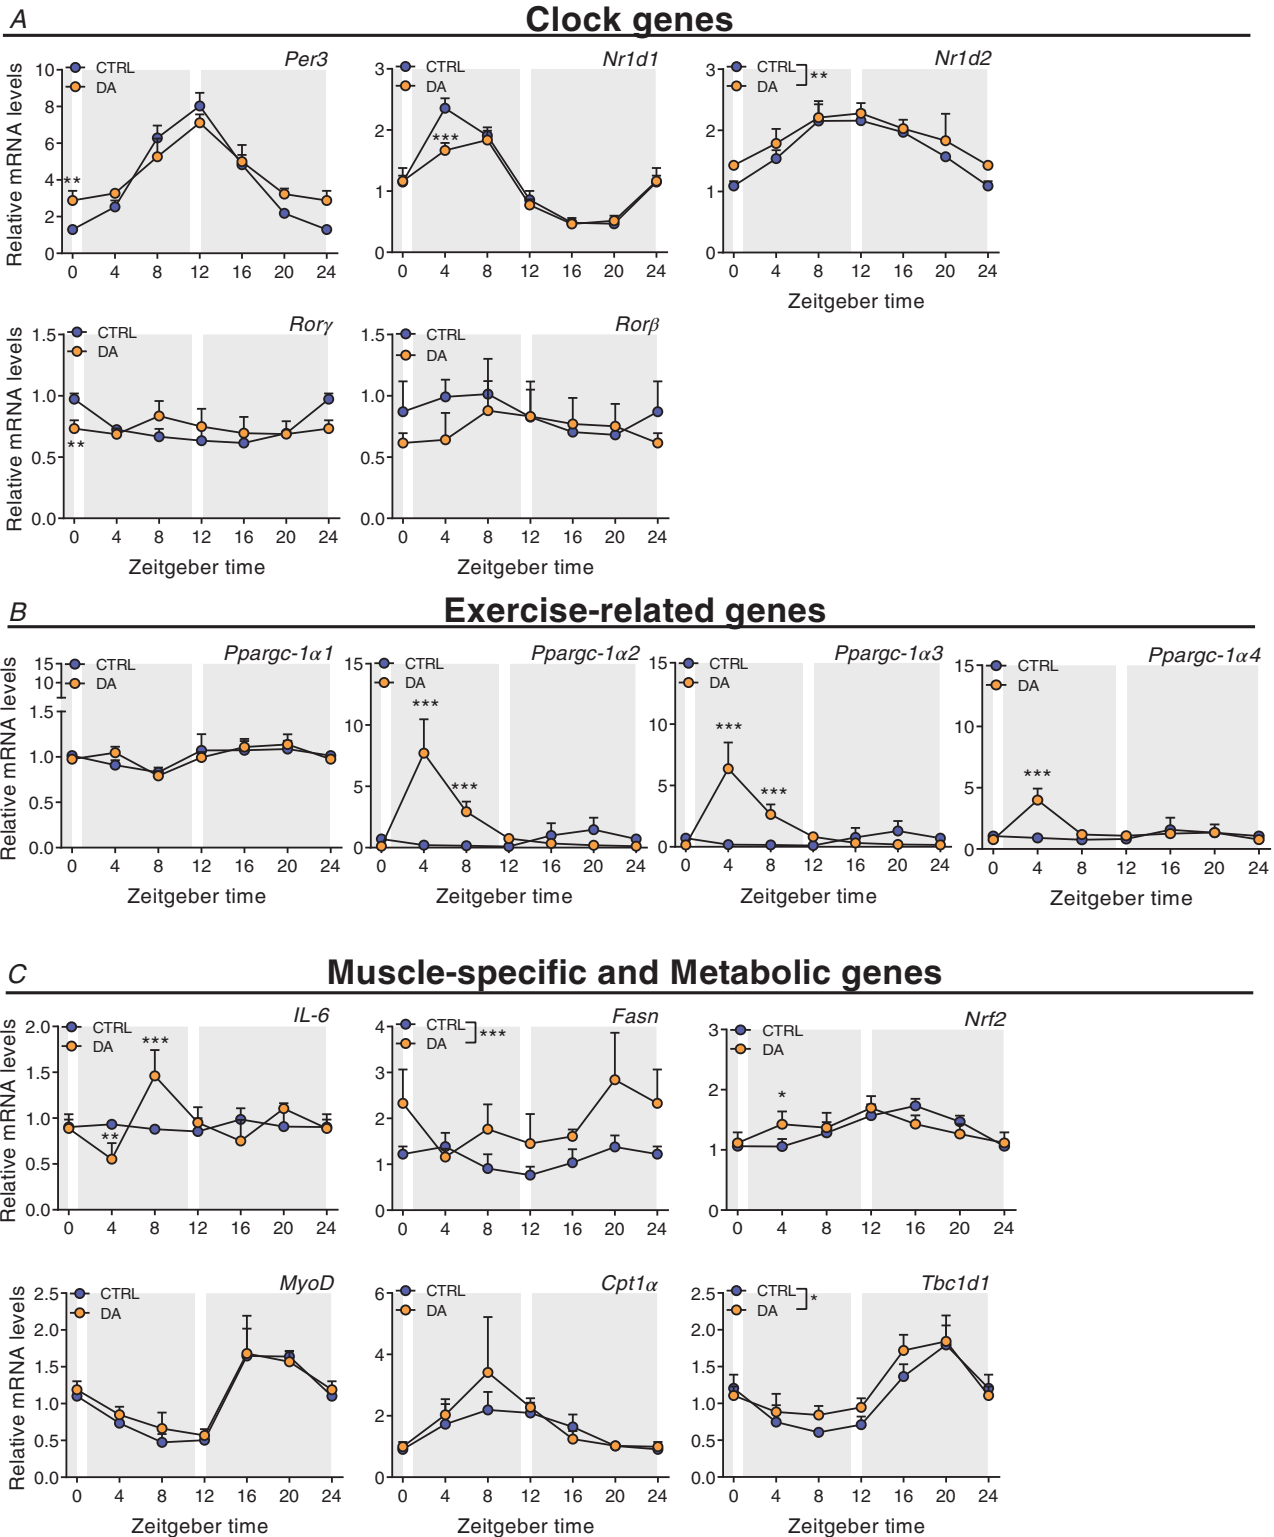 A Clock genes
Relative mRNA levels
Per3
CTRL
DA
10
8
6
4
2
0
**
0 4 8 12 16 20 24
Nr1d1
CTRL
DA
3
2
1
0
***
0 4 8 12 16 20 24
Nr1d2
CTRL
DA
**
3
2
1
0
0 4 8 12 16 20 24
Zeitgeber time
Relative mRNA levels
Rorγ
CTRL
DA
1.5
1.0
0.5
0.0
**
0 4 8 12 16 20 24
Zeitgeber time
Rorβ
CTRL
DA
1.5
1.0
0.5
0.0
0 4 8 12 16 20 24
Zeitgeber time
B Exercise-related genes
Relative mRNA levels
Ppargc-1α1
CTRL
DA
15
10
1.5
1.0
0.5
0.0
0 4 8 12 16 20 24
Zeitgeber time
Ppargc-1α2
CTRL
DA
15
10
5
0
***
***
0 4 8 12 16 20 24
Zeitgeber time
Ppargc-1α3
CTRL
DA
15
10
5
0
***
***
0 4 8 12 16 20 24
Zeitgeber time
Ppargc-1α4
CTRL
DA
15
10
5
0
***
0 4 8 12 16 20 24
Zeitgeber time
C Muscle-specific and Metabolic genes
Relative mRNA levels
IL-6
CTRL
DA
2.0
1.5
1.0
0.5
0.0
***
**
0 4 8 12 16 20 24
Fasn
CTRL
DA
***
4
3
2
1
0
0 4 8 12 16 20 24
Nrf2
CTRL
DA
3
2
1
0
*
0 4 8 12 16 20 24
Relative mRNA levels
MyoD
CTRL
DA
2.5
2.0
1.5
1.0
0.5
0.0
0 4 8 12 16 20 24
Zeitgeber time
Cpt1α
CTRL
DA
6
4
2
0
0 4 8 12 16 20 24
Zeitgeber time
Tbc1d1
CTRL
DA
*
2.5
2.0
1.5
1.0
0.5
0.0
0 4 8 12 16 20 24
Zeitgeber time